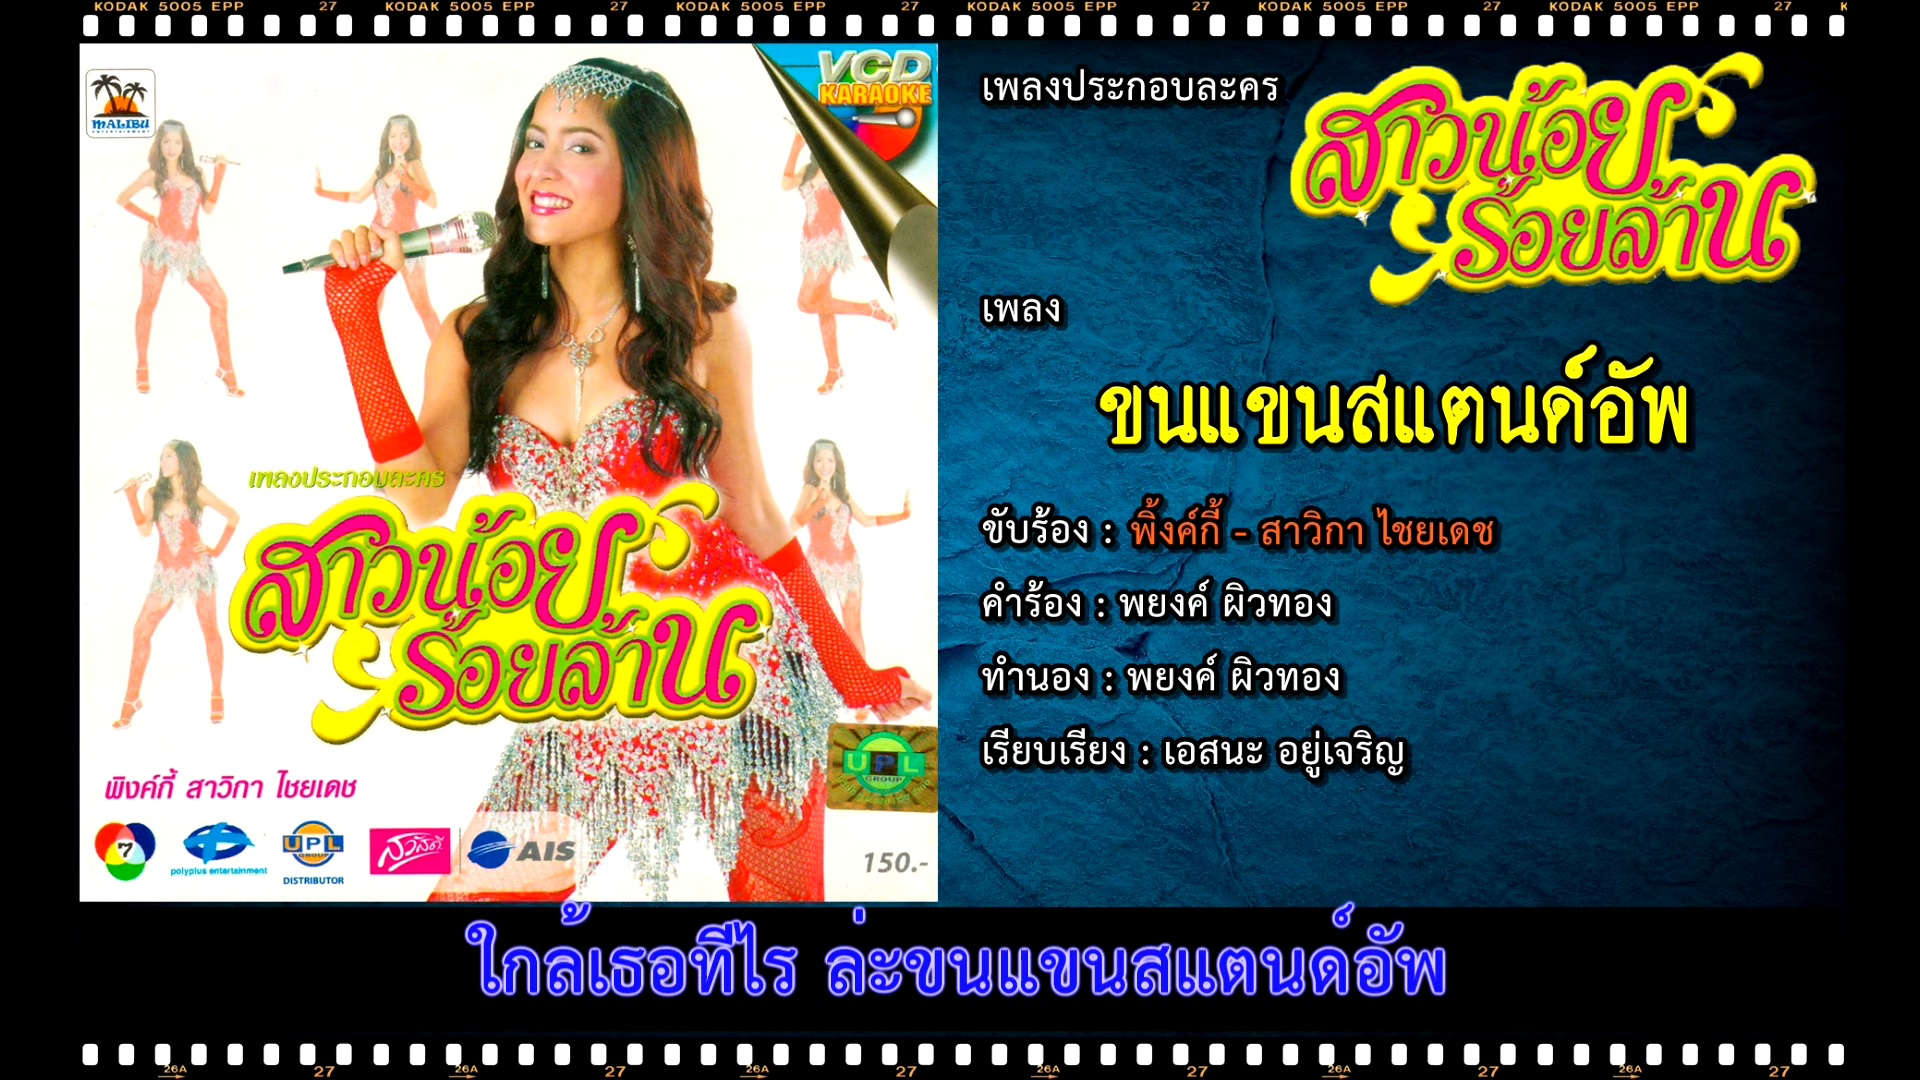 KODAK 5005 EPP 27 KODAK 5005 EPP 27 KODAK 5005 EPP 27 KODAK 5005 EPP 27 KODAK 5005 EPP 27 KODAK 5005 EPP 27 K
MALIBU
ENTERTAINMENT
VCD
KARAOKE
เพลงประกอบละคร
สาวน้อย
ร้อยล้าน
พิงค์กี้ สาวิกา ไชยเดช
7
polyplus entertainment
UPL
GROUP
DISTRIBUTOR
สวัสดี
AIS
UPL
GROUP
150.-
เพลงประกอบละคร
สาวน้อย
ร้อยล้าน
เพลง
ขนแขนสแตนด์อัพ
ขับร้อง : พิ้งค์กี้ - สาวิกา ไชยเดช
คำร้อง : พยงค์ ผิวทอง
ทำนอง : พยงค์ ผิวทอง
เรียบเรียง : เอสนะ อยู่เจริญ
ใกล้เธอทีไร ล่ะขนแขนสแตนด์อัพ
26A 27 26A 27 26A 27 26A 27 26A 27 26A 27